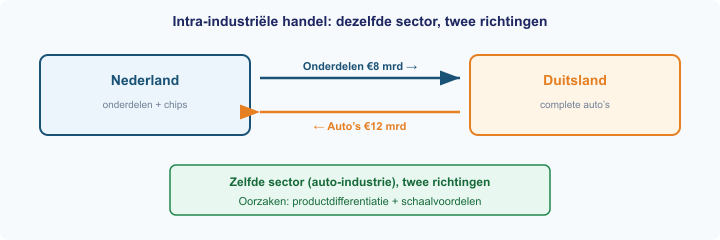 Intra-industriële handel: dezelfde sector, twee richtingen
Nederland
onderdelen + chips
Onderdelen €8 mrd →
← Auto's €12 mrd
Duitsland
complete auto's
Zelfde sector (auto-industrie), twee richtingen
Oorzaken: productdifferentiatie + schaalvoordelen